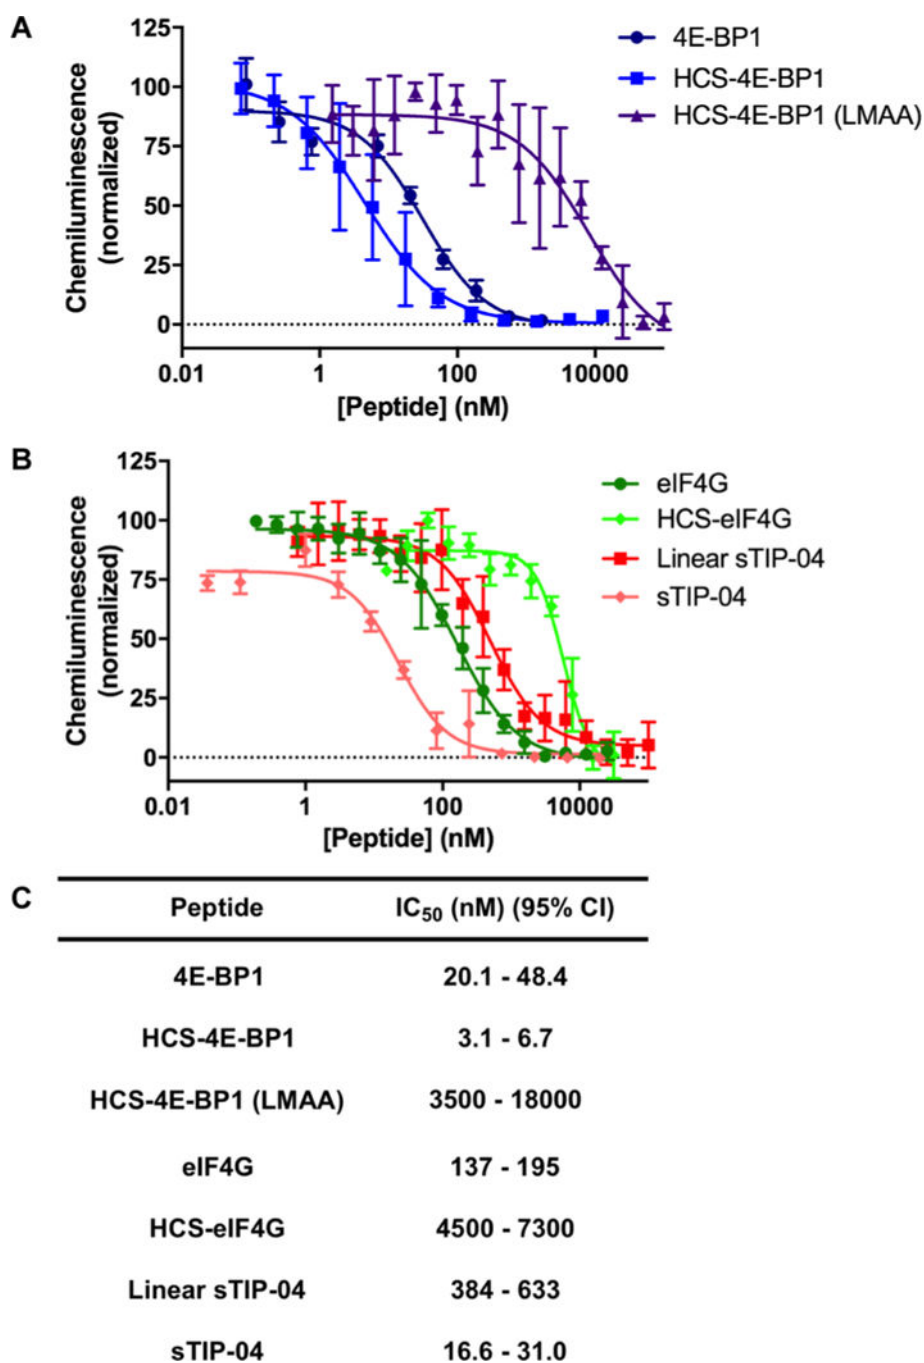 A
125
100
75
50
25
0
Chemiluminescence
(normalized)
0.01
1
100
10000
[Peptide] (nM)
4E-BP1
HCS-4E-BP1
HCS-4E-BP1 (LMAA)
B
125
100
75
50
25
0
Chemiluminescence
(normalized)
0.01
1
100
10000
[Peptide] (nM)
eIF4G
HCS-eIF4G
Linear sTIP-04
sTIP-04
C
Peptide IC50 (nM) (95% CI)
4E-BP1 20.1 - 48.4
HCS-4E-BP1 3.1 - 6.7
HCS-4E-BP1 (LMAA) 3500 - 18000
eIF4G 137 - 195
HCS-eIF4G 4500 - 7300
Linear sTIP-04 384 - 633
sTIP-04 16.6 - 31.0